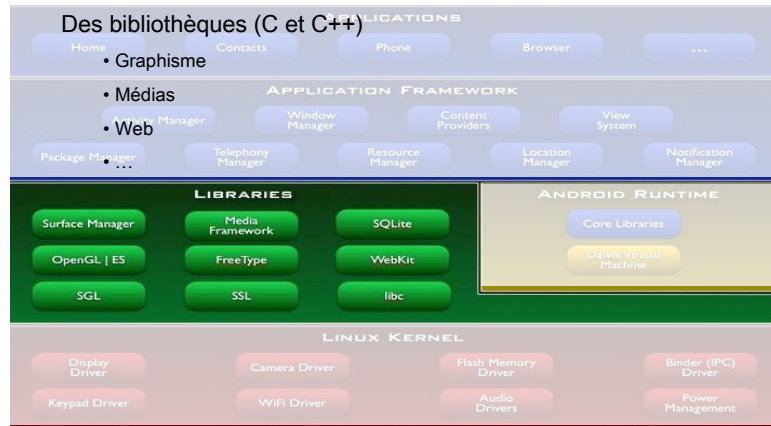 APPLICATIONS
Des bibliothèques (C et C++)
Home Contacts Phone Browser ...
• Graphisme
APPLICATION FRAMEWORK
• Médias
Activity Manager Window Manager Content Providers View System
• Web
Package Manager Telephony Manager Resource Manager Location Manager Notification Manager
• ...
LIBRARIES ANDROID RUNTIME
Surface Manager Media Framework SQLite Core Libraries
OpenGL | ES FreeType WebKit Dalvik Virtual Machine
SGL SSL libc
LINUX KERNEL
Display Driver Camera Driver Flash Memory Driver Binder (IPC) Driver
Keypad Driver WiFi Driver Audio Drivers Power Management